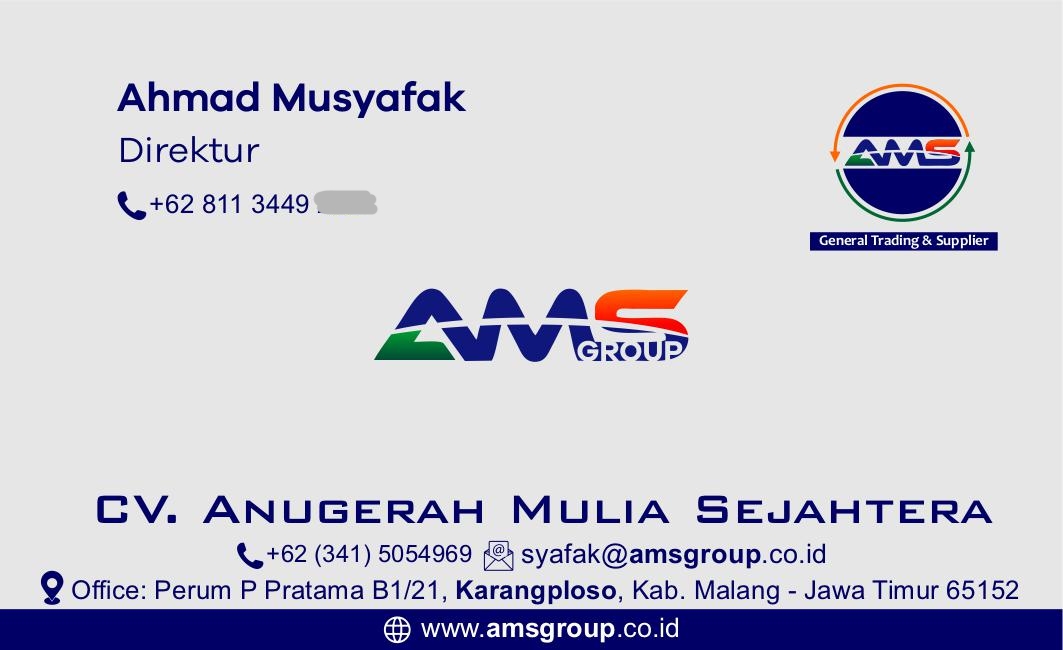 Ahmad Musyafak
Direktur
+62 811 3449
AMS
General Trading & Supplier
AMS
GROUP
CV. Anugerah Mulia Sejahtera
+62 (341) 5054969 syafak@amsgroup.co.id
Office: Perum P Pratama B1/21, Karangploso, Kab. Malang - Jawa Timur 65152
www.amsgroup.co.id